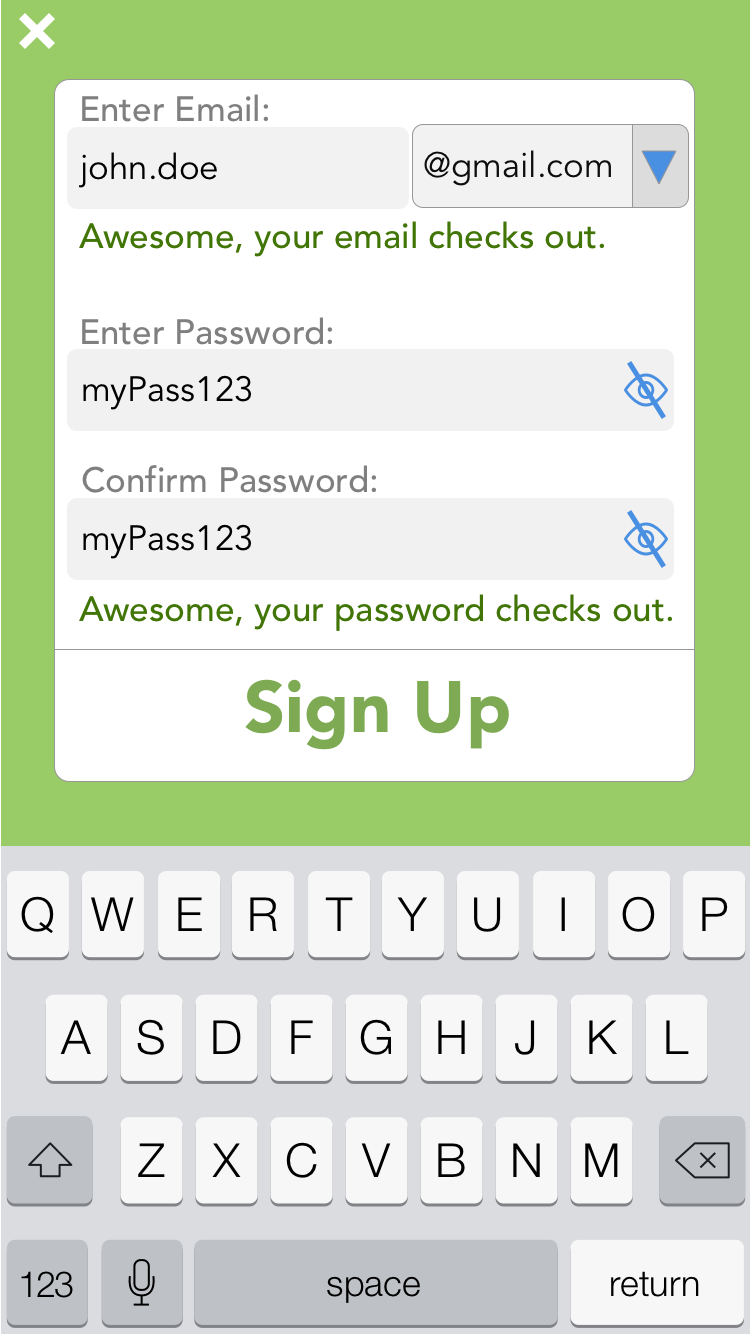 Enter Email:
john.doe @gmail.com
Awesome, your email checks out.
Enter Password:
myPass123
Confirm Password:
myPass123
Awesome, your password checks out.
Sign Up
Q W E R T Y U I O P
A S D F G H J K L
Z X C V B N M
123 space return